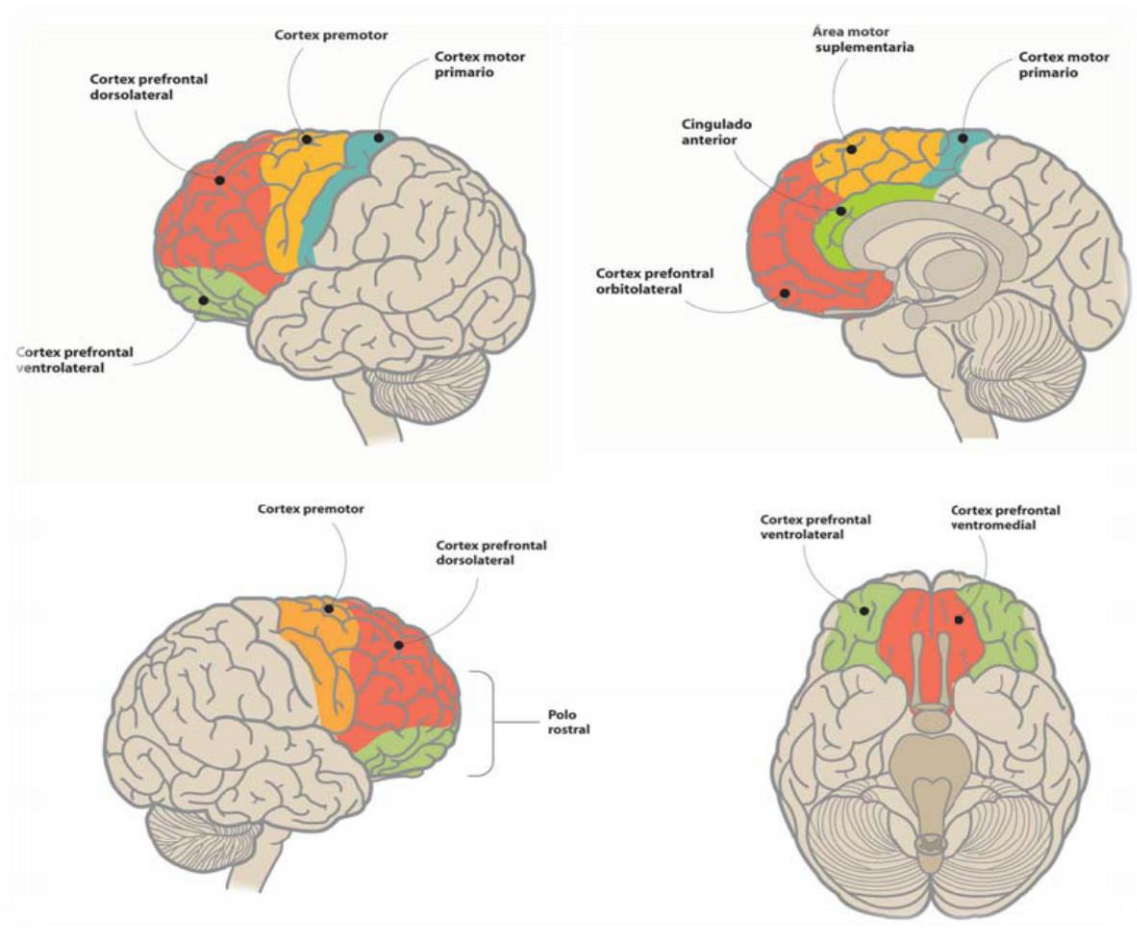 Cortex premotor
Cortex motor
primario
Cortex prefrontal
dorsolateral
Cortex prefrontal
ventrolateral
Área motor
suplementaria
Cortex motor
primario
Cingulado
anterior
Cortex prefontral
orbitolateral
Cortex premotor
Cortex prefrontal
dorsolateral
Polo
rostral
Cortex prefrontal
ventrolateral
Cortex prefrontal
ventromedial